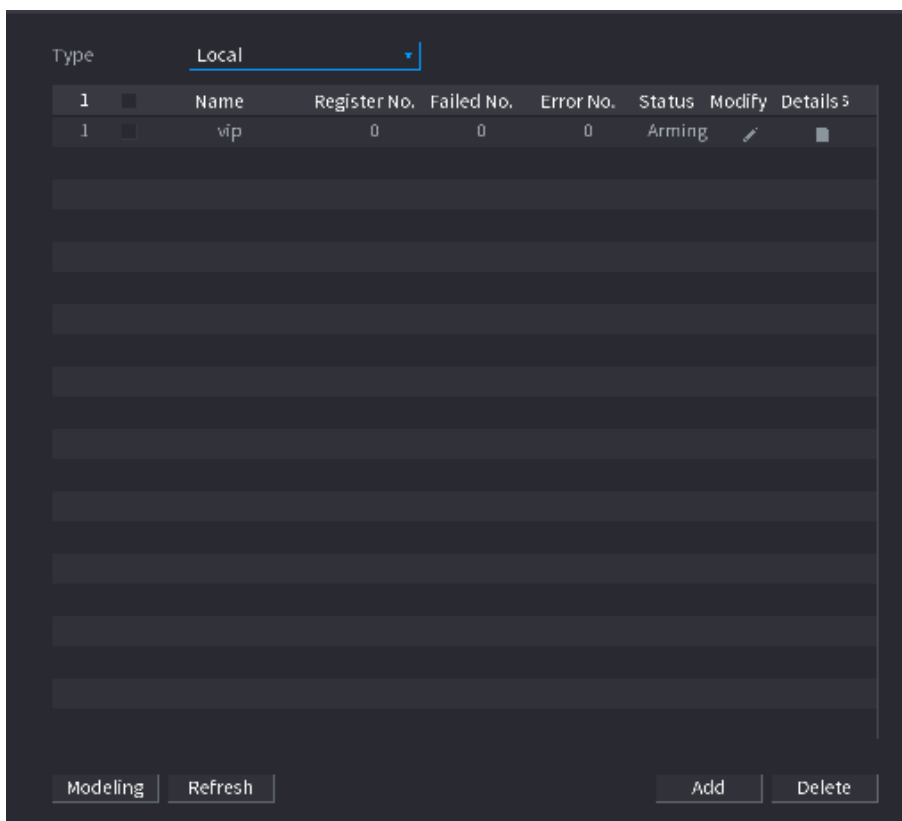 Type Local
1 Name Register No. Failed No. Error No. Status Modify Details
1 vip 0 0 0 Arming
Modeling Refresh Add Delete